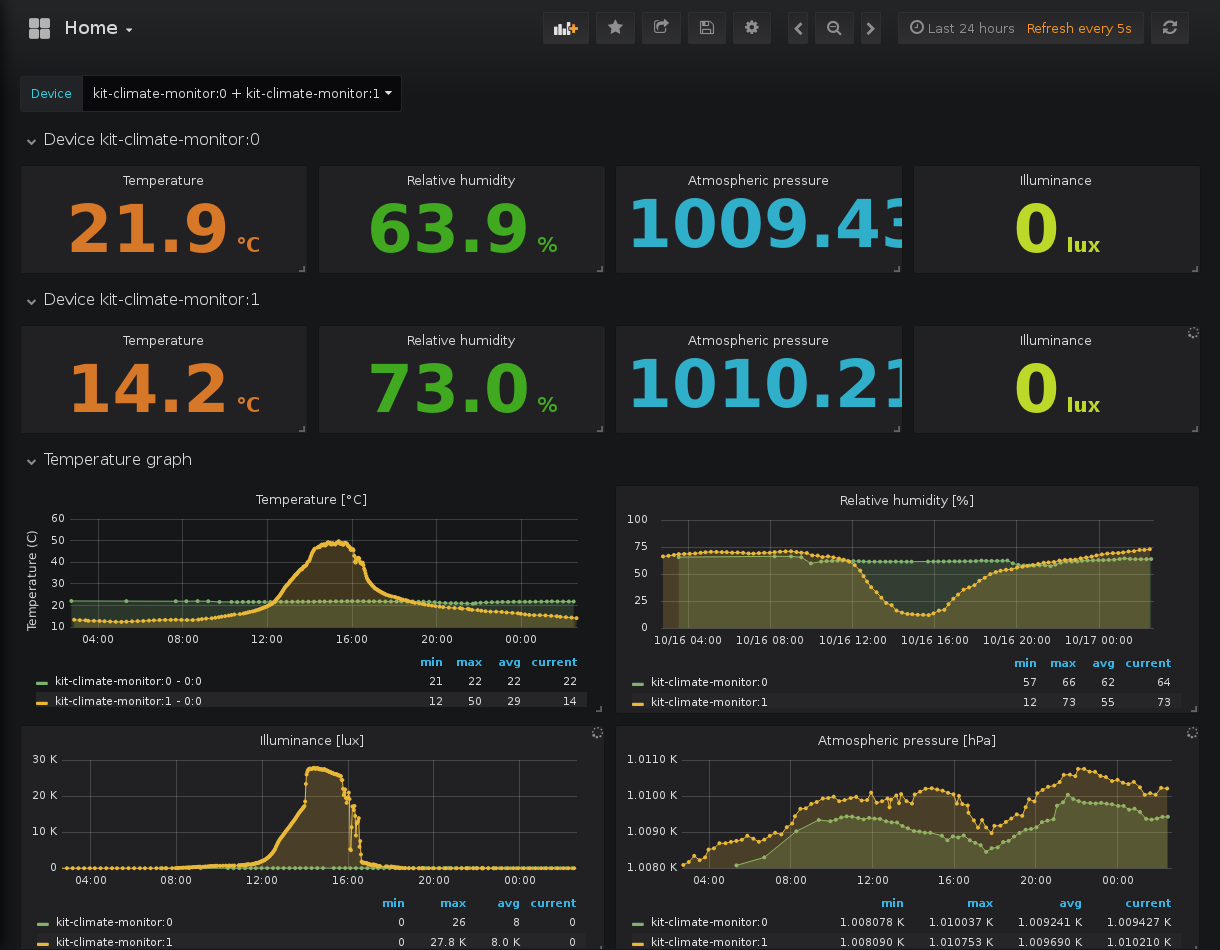 Home
Last 24 hours Refresh every 5s
Device kit-climate-monitor:0 + kit-climate-monitor:1
Device kit-climate-monitor:0
Temperature Relative humidity Atmospheric pressure Illuminance
21.9 °C 63.9 % 1009.43 0 lux
Device kit-climate-monitor:1
Temperature Relative humidity Atmospheric pressure Illuminance
14.2 °C 73.0 % 1010.21 0 lux
Temperature graph
Temperature [°C]
Temperature (C)
60
50
40
30
20
10
04:00 08:00 12:00 16:00 20:00 00:00
min max avg current
kit-climate-monitor:0 - 0:0 21 22 22 22
kit-climate-monitor:1 - 0:0 12 50 29 14
Relative humidity [%]
100
75
50
25
0
10/16 04:00 10/16 08:00 10/16 12:00 10/16 16:00 10/16 20:00 10/17 00:00
min max avg current
kit-climate-monitor:0 57 66 62 64
kit-climate-monitor:1 12 73 55 73
Illuminance [lux]
30 K
20 K
10 K
0
04:00 08:00 12:00 16:00 20:00 00:00
min max avg current
kit-climate-monitor:0 0 26 8 0
kit-climate-monitor:1 0 27.8 K 8.0 K 0
Atmospheric pressure [hPa]
1.0110 K
1.0100 K
1.0090 K
1.0080 K
04:00 08:00 12:00 16:00 20:00 00:00
min max avg current
kit-climate-monitor:0 1.008078 K 1.010037 K 1.009241 K 1.009427 K
kit-climate-monitor:1 1.008090 K 1.010753 K 1.009690 K 1.010210 K